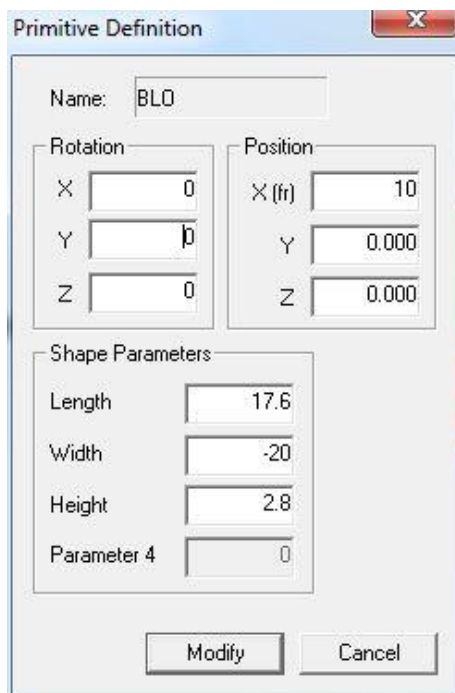 Primitive Definition
X
Name: BLO
Rotation
X 0
Y 0
Z 0
Position
X (fr) 10
Y 0.000
Z 0.000
Shape Parameters
Length 17.6
Width -20
Height 2.8
Parameter 4 0
Modify Cancel